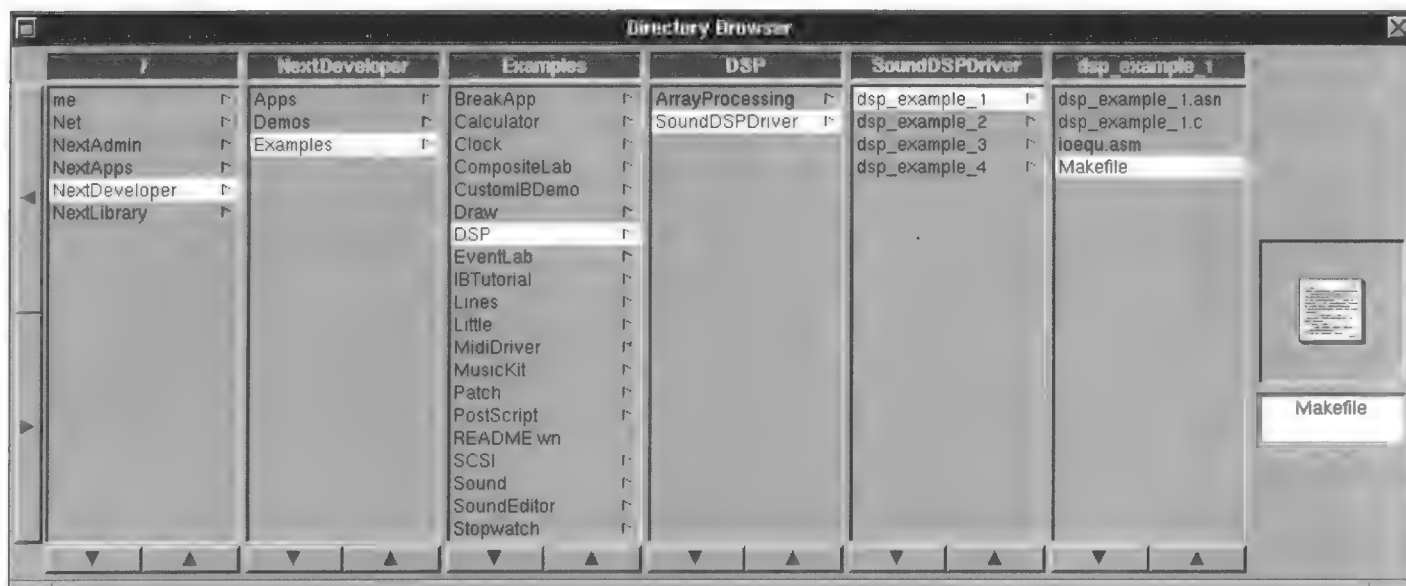 Directory Browser
/
me
Net
NextAdmin
NextApps
NextDeveloper
NextLibrary
NextDeveloper
Apps
Demos
Examples
Examples
BreakApp
Calculator
Clock
CompositeLab
CustomIBDemo
Draw
DSP
EventLab
IBTutorial
Lines
Little
MidiDriver
MusicKit
Patch
PostScript
README wn
SCSI
Sound
SoundEditor
Stopwatch
DSP
ArrayProcessing
SoundDSPDriver
SoundDSPDriver
dsp_example_1
dsp_example_2
dsp_example_3
dsp_example_4
dsp_example_1
dsp_example_1.asn
dsp_example_1.c
ioequ.asm
Makefile
Makefile